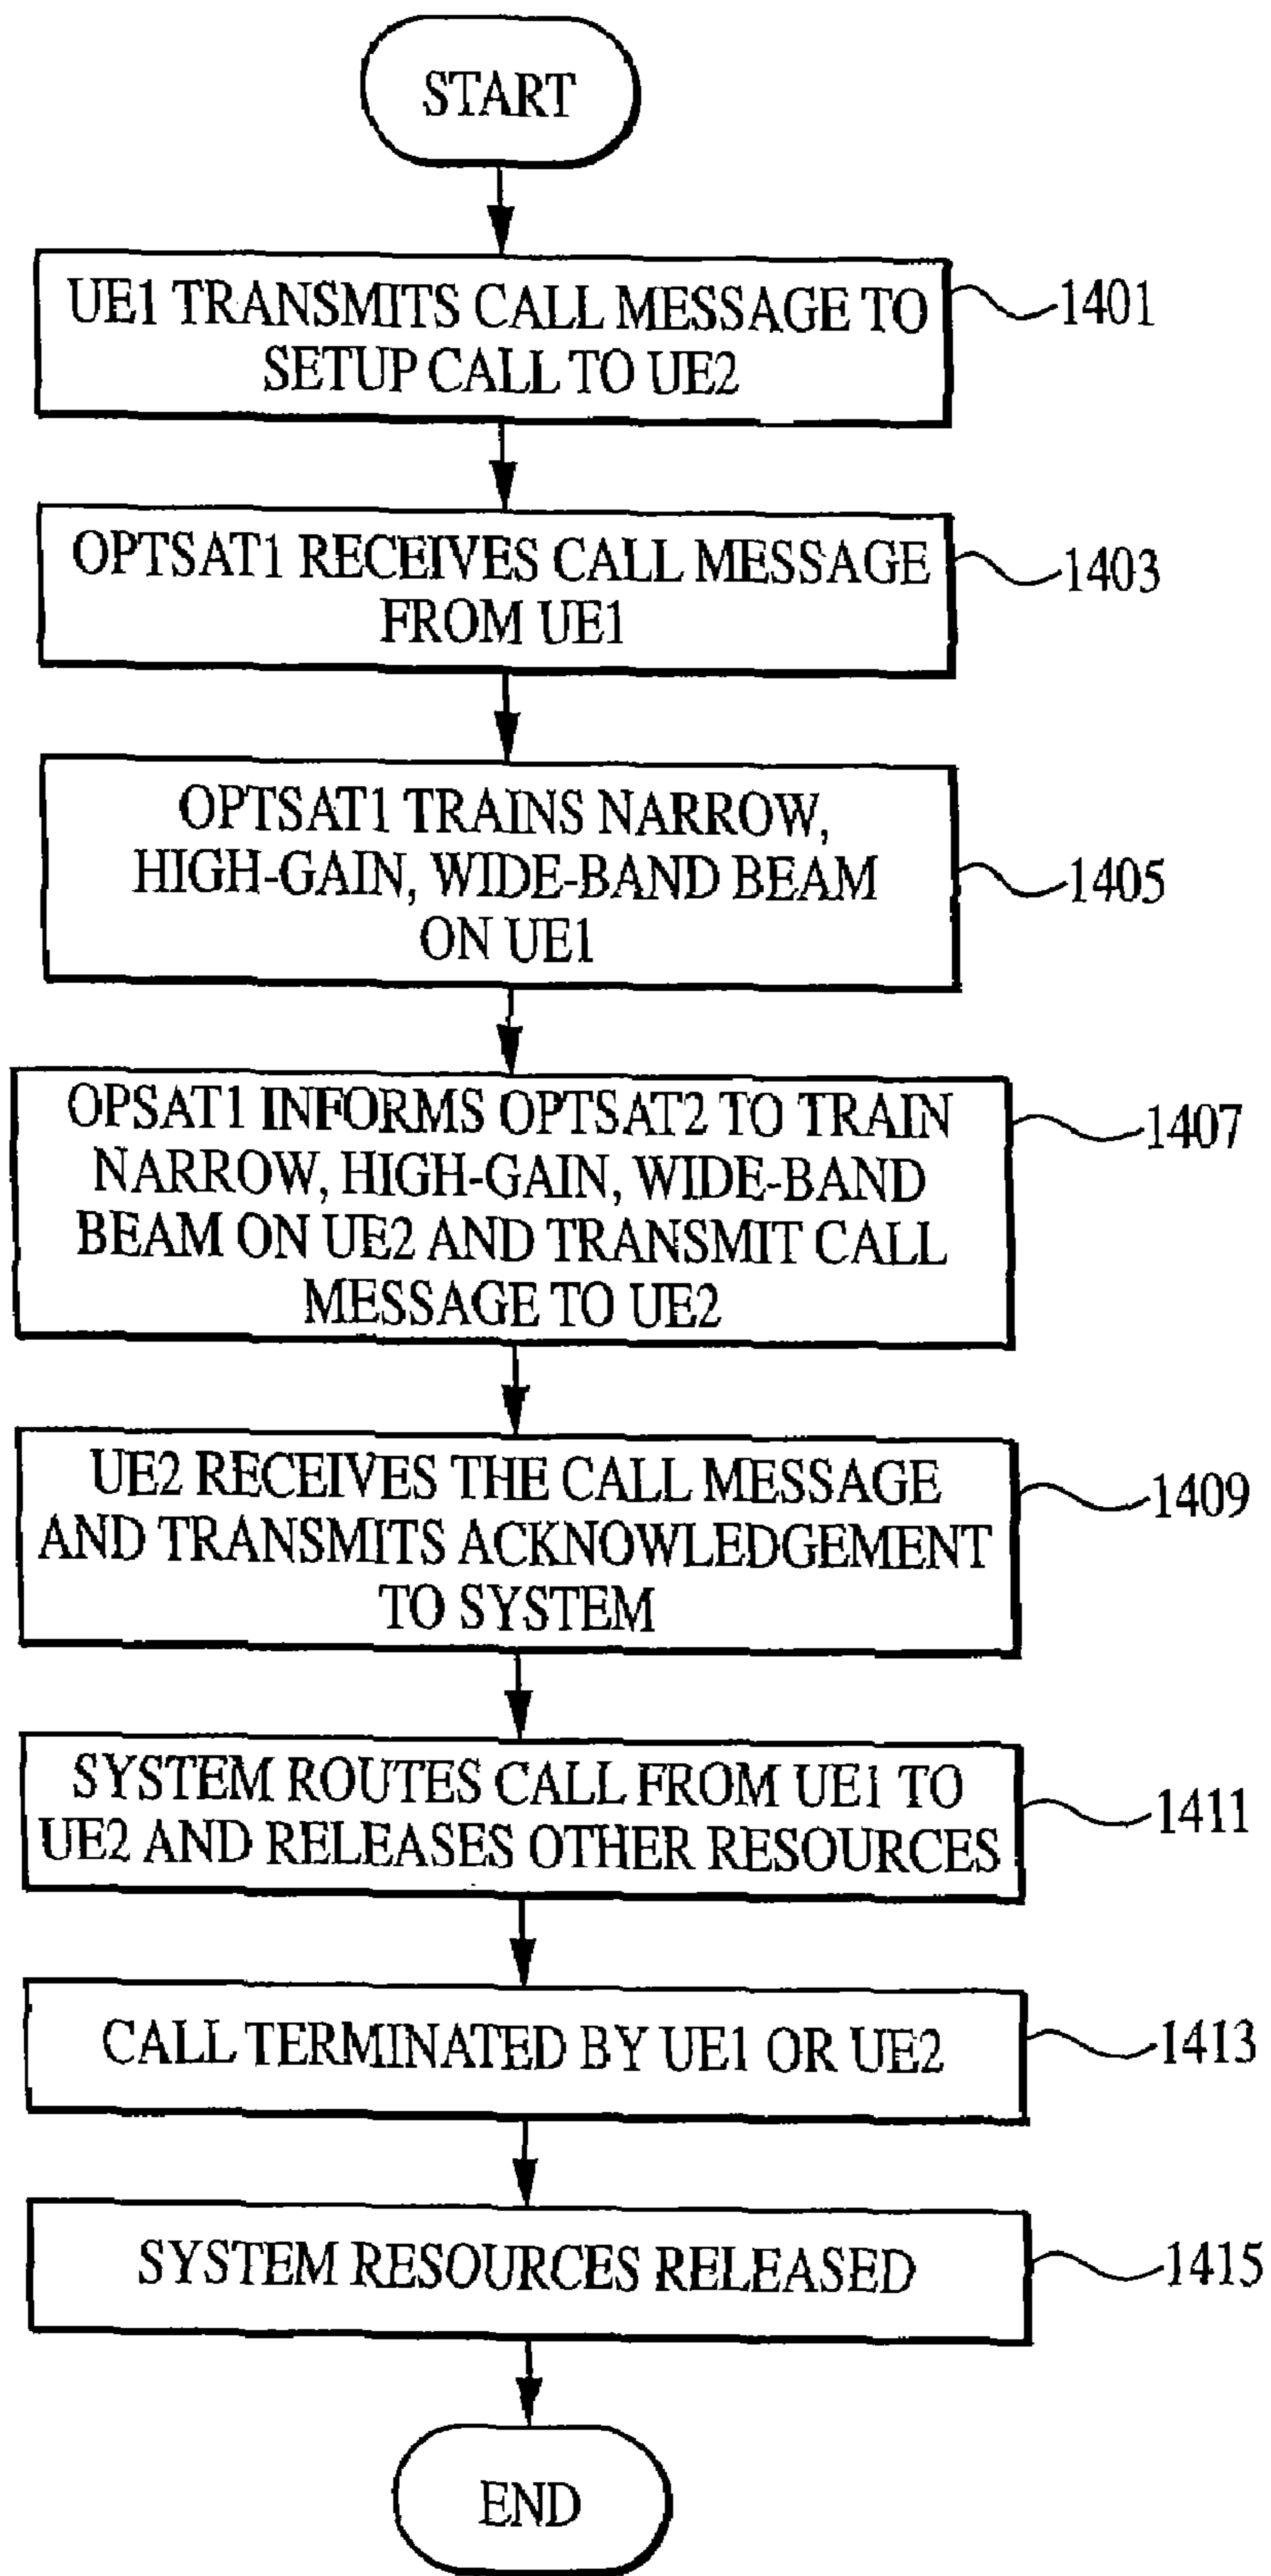 START
UE1 TRANSMITS CALL MESSAGE TO
SETUP CALL TO UE2
1401
OPTSAT1 RECEIVES CALL MESSAGE
FROM UE1
1403
OPTSAT1 TRAINS NARROW,
HIGH-GAIN, WIDE-BAND BEAM
ON UE1
1405
OPSAT1 INFORMS OPTSAT2 TO TRAIN
NARROW, HIGH-GAIN, WIDE-BAND
BEAM ON UE2 AND TRANSMIT CALL
MESSAGE TO UE2
1407
UE2 RECEIVES THE CALL MESSAGE
AND TRANSMITS ACKNOWLEDGEMENT
TO SYSTEM
1409
SYSTEM ROUTES CALL FROM UE1 TO
UE2 AND RELEASES OTHER RESOURCES
1411
CALL TERMINATED BY UE1 OR UE2
1413
SYSTEM RESOURCES RELEASED
1415
END